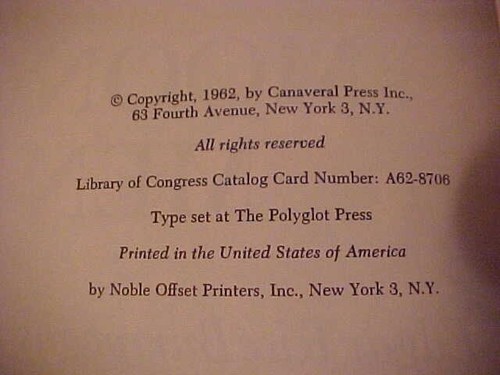 © Copyright, 1962, by Canaveral Press Inc.,
63 Fourth Avenue, New York 3, N.Y.
All rights reserved
Library of Congress Catalog Card Number: A62-8706
Type set at The Polyglot Press
Printed in the United States of America
by Noble Offset Printers, Inc., New York 3, N.Y.